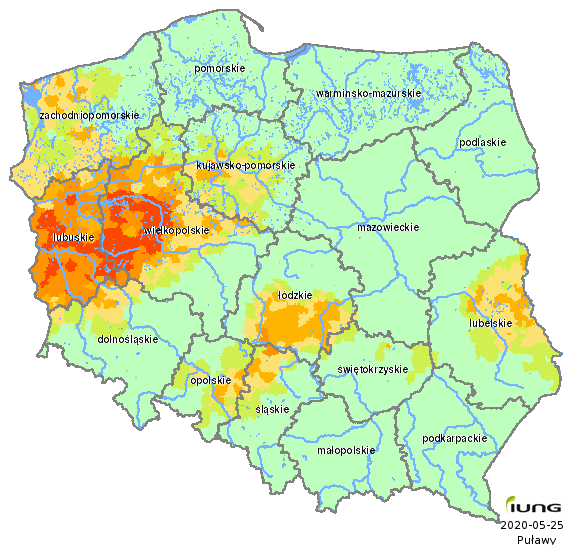 pomorskie
warminsko-mazurskie
zachodniopomorskie
podlaskie
kujawsko-pomorskie
mazowieckie
wielkopolskie
lubuskie
łódzkie
lubelskie
dolnośląskie
świętokrzyskie
opolskie
śląskie
podkarpackie
małopolskie
IUNG
2020-05-25
Puławy